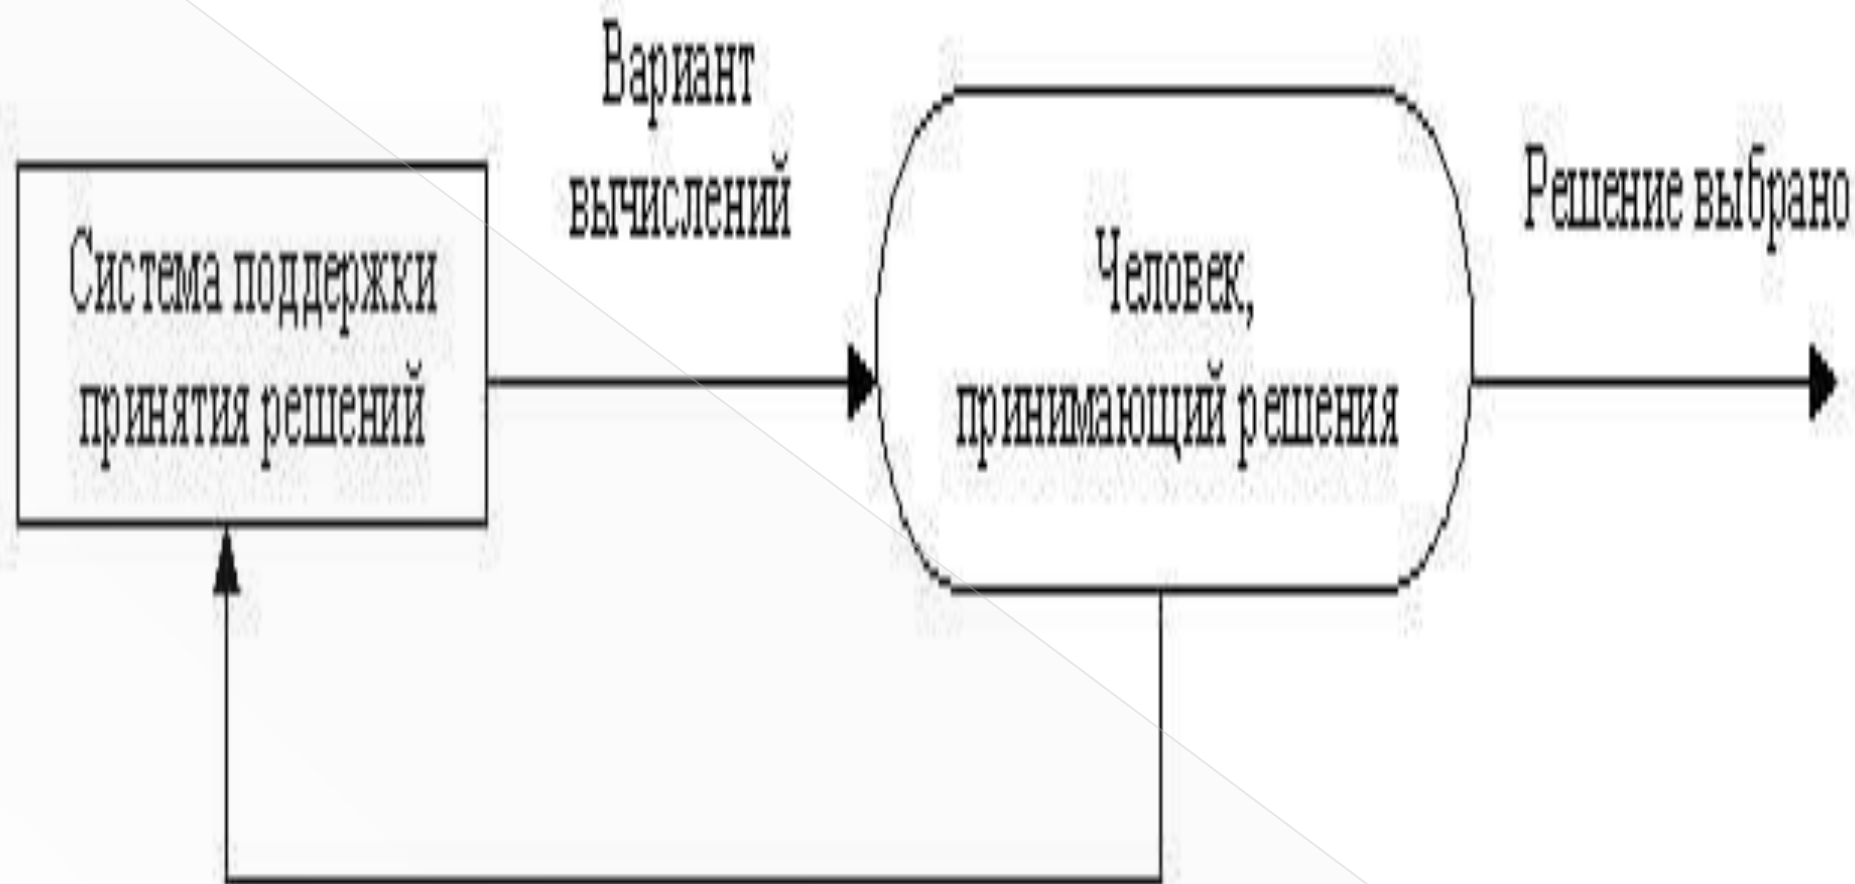 Система поддержки
принятия решений
Вариант
вычислений
Человек,
принимающий решения
Решение выбрано